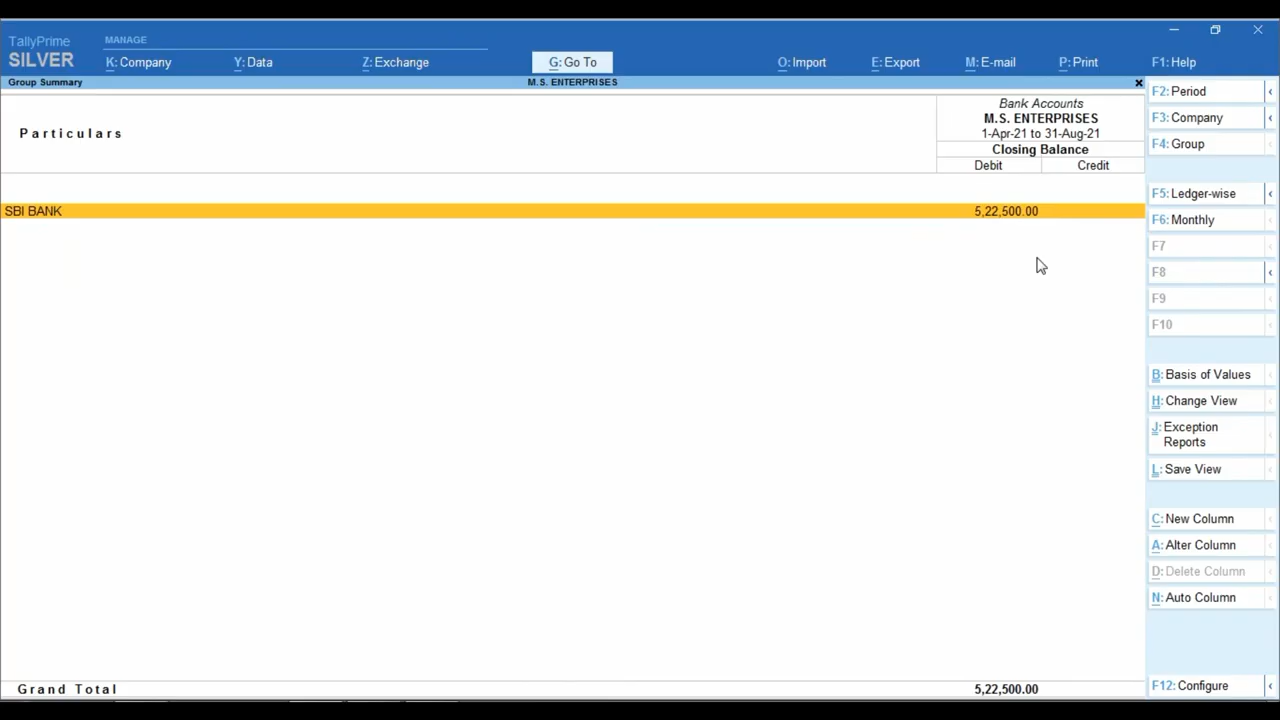 TallyPrime
SILVER
MANAGE
K: Company
Y: Data
Z: Exchange
G: Go To
O: Import
E: Export
M: E-mail
P: Print
F1: Help
Group Summary
M.S. ENTERPRISES
Particulars
Bank Accounts
M.S. ENTERPRISES
1-Apr-21 to 31-Aug-21
Closing Balance
Debit Credit
SBI BANK 5,22,500.00
Grand Total 5,22,500.00
F2: Period
F3: Company
F4: Group
F5: Ledger-wise
F6: Monthly
F7
F8
F9
F10
B: Basis of Values
H: Change View
J: Exception
Reports
L: Save View
C: New Column
A: Alter Column
D: Delete Column
N: Auto Column
F12: Configure